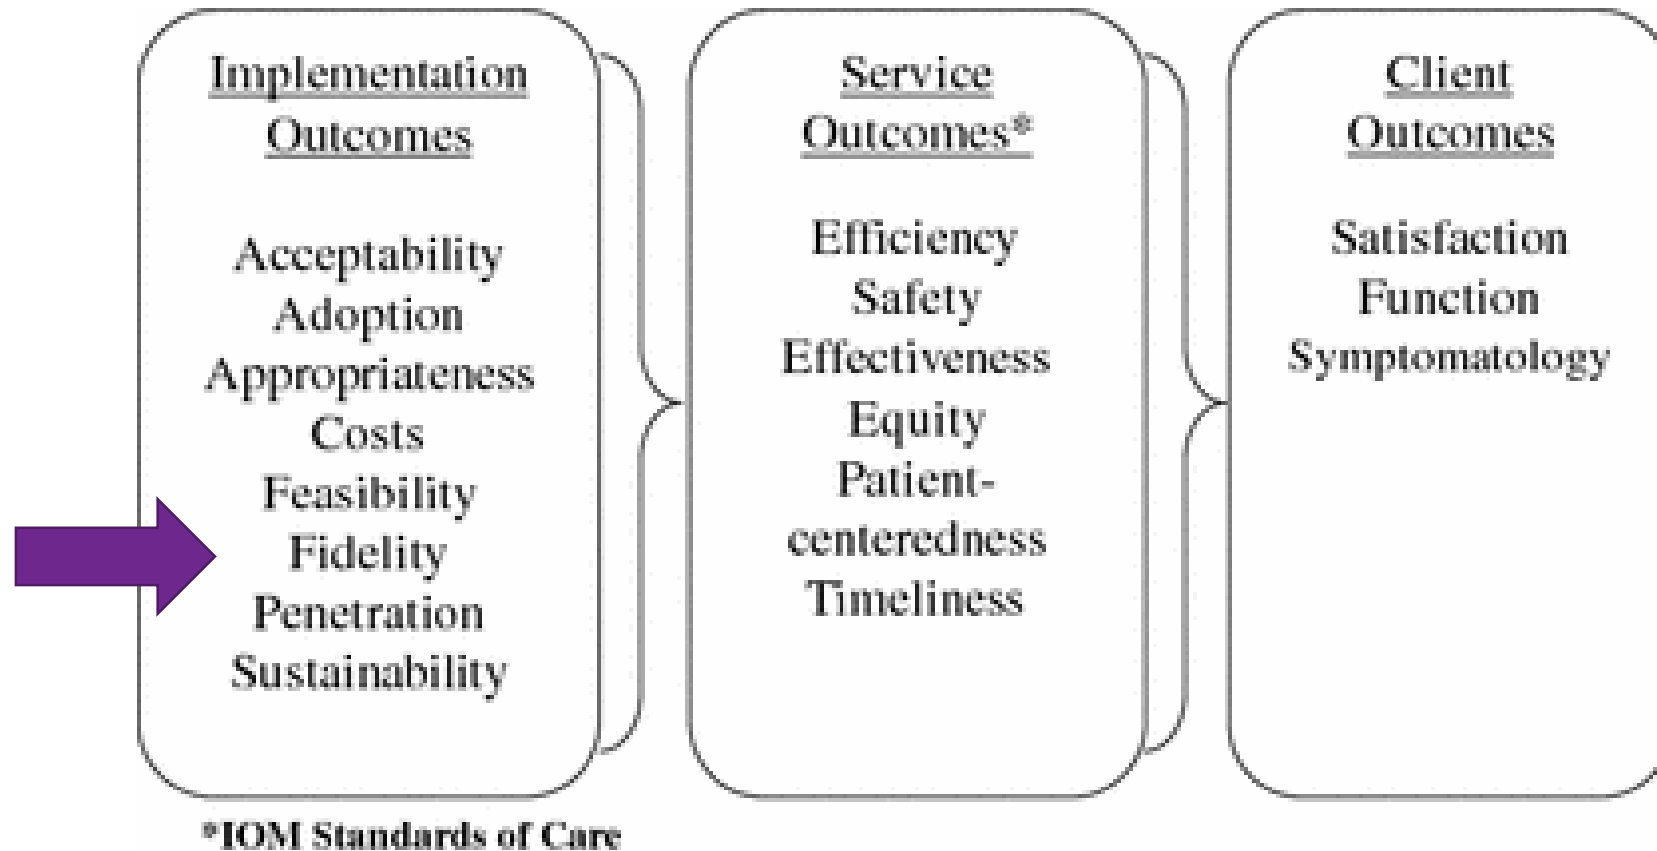 Implementation
Outcomes
Acceptability
Adoption
Appropriateness
Costs
Feasibility
Fidelity
Penetration
Sustainability
Service
Outcomes*
Efficiency
Safety
Effectiveness
Equity
Patient-
centeredness
Timeliness
Client
Outcomes
Satisfaction
Function
Symptomatology
*IOM Standards of Care